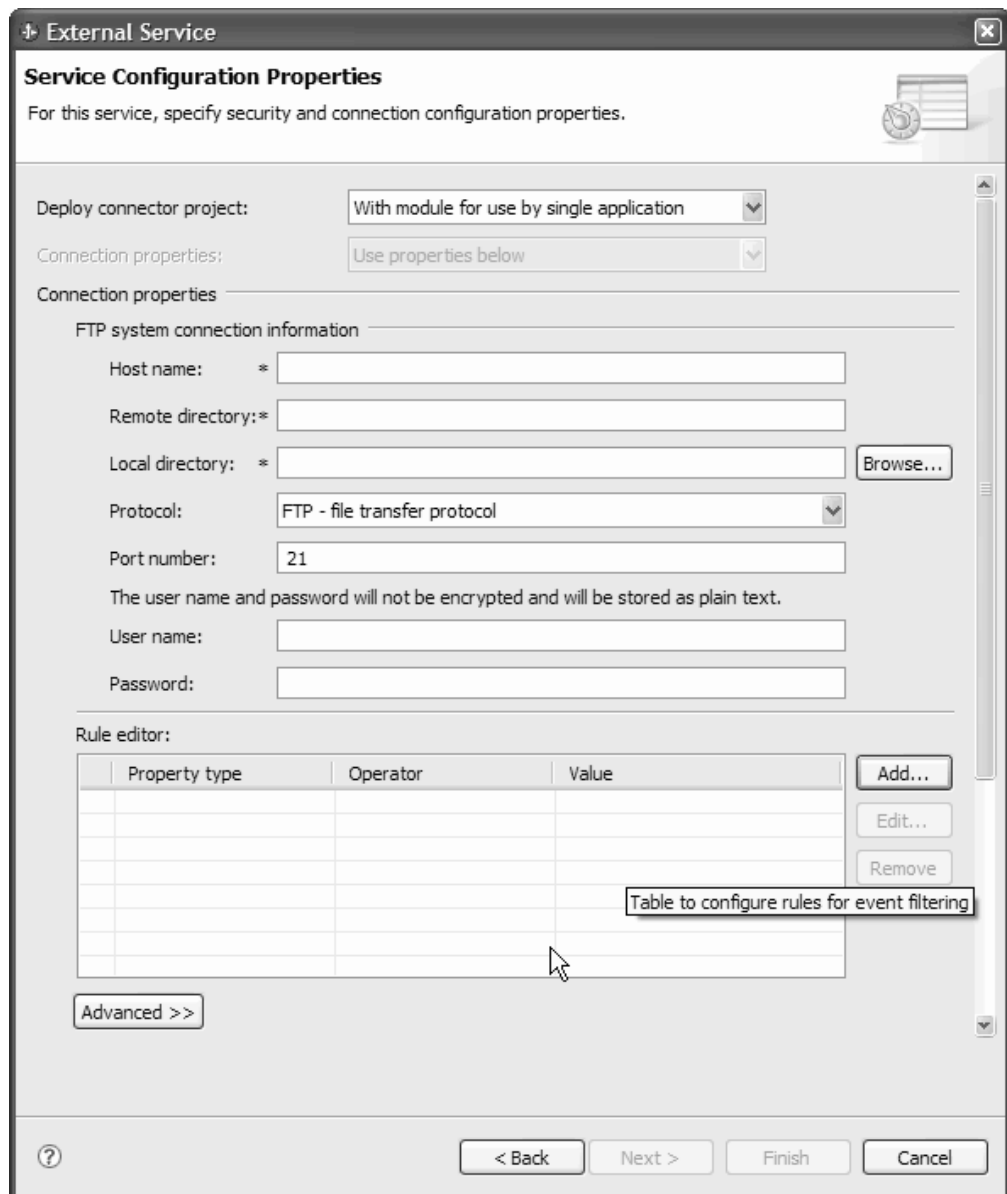 External Service
Service Configuration Properties
For this service, specify security and connection configuration properties.
Deploy connector project: With module for use by single application
Connection properties: Use properties below
Connection properties
FTP system connection information
Host name: *
Remote directory:*
Local directory: * Browse...
Protocol: FTP - file transfer protocol
Port number: 21
The user name and password will not be encrypted and will be stored as plain text.
User name:
Password:
Rule editor:
Property type Operator Value Add...
Edit...
Remove
Table to configure rules for event filtering
Advanced >>
? < Back Next > Finish Cancel